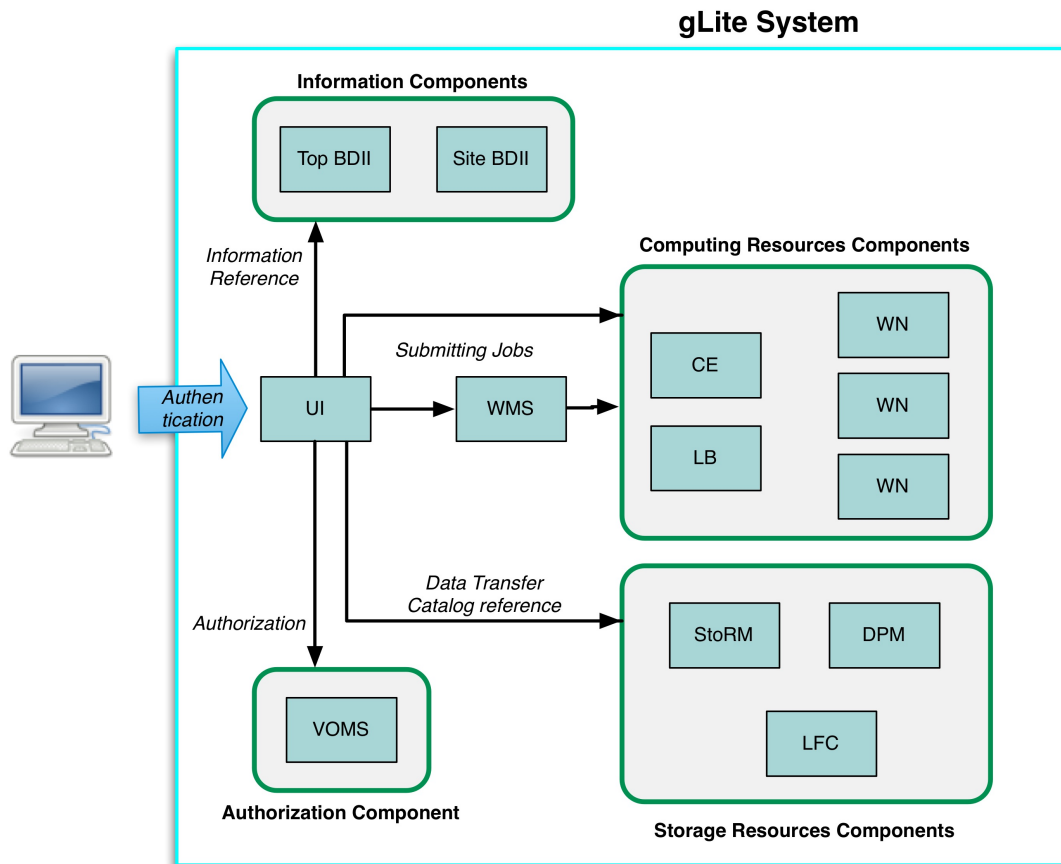 gLite System
Information Components
Top BDII
Site BDII
Information
Reference
Computing Resources Components
WN
Submitting Jobs
CE
Authen
tication
UI
WMS
WN
LB
WN
Data Transfer
Catalog reference
Authorization
StoRM
DPM
VOMS
LFC
Authorization Component
Storage Resources Components